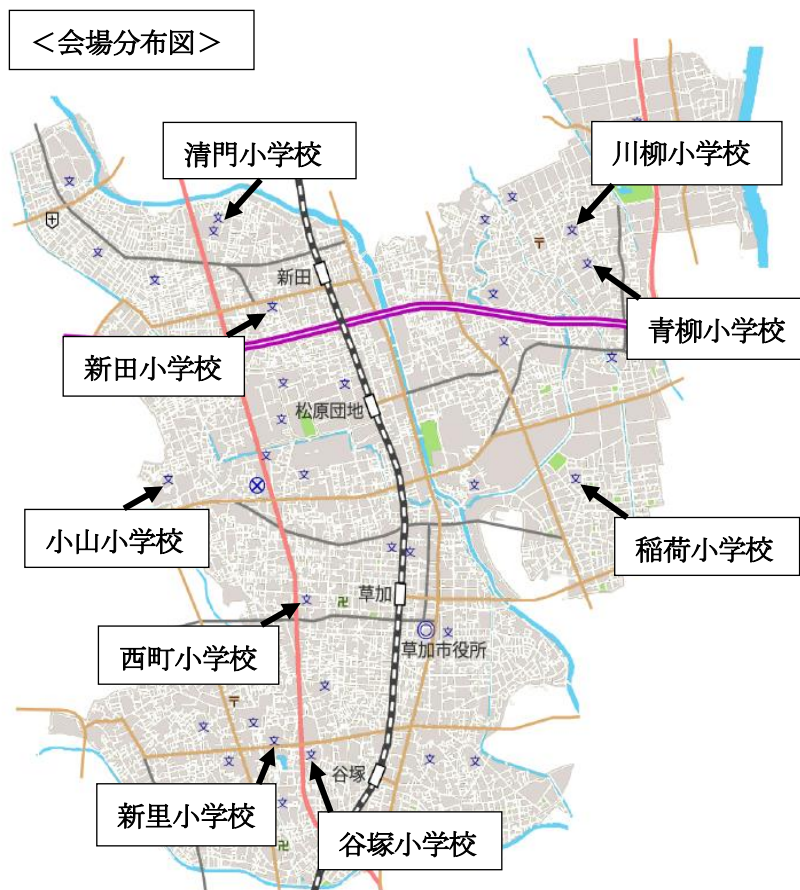 ＜会場分布図＞
清門小学校
川柳小学校
新田
青柳小学校
新田小学校
松原団地
小山小学校
稲荷小学校
草加
西町小学校
草加市役所
谷塚
新里小学校
谷塚小学校